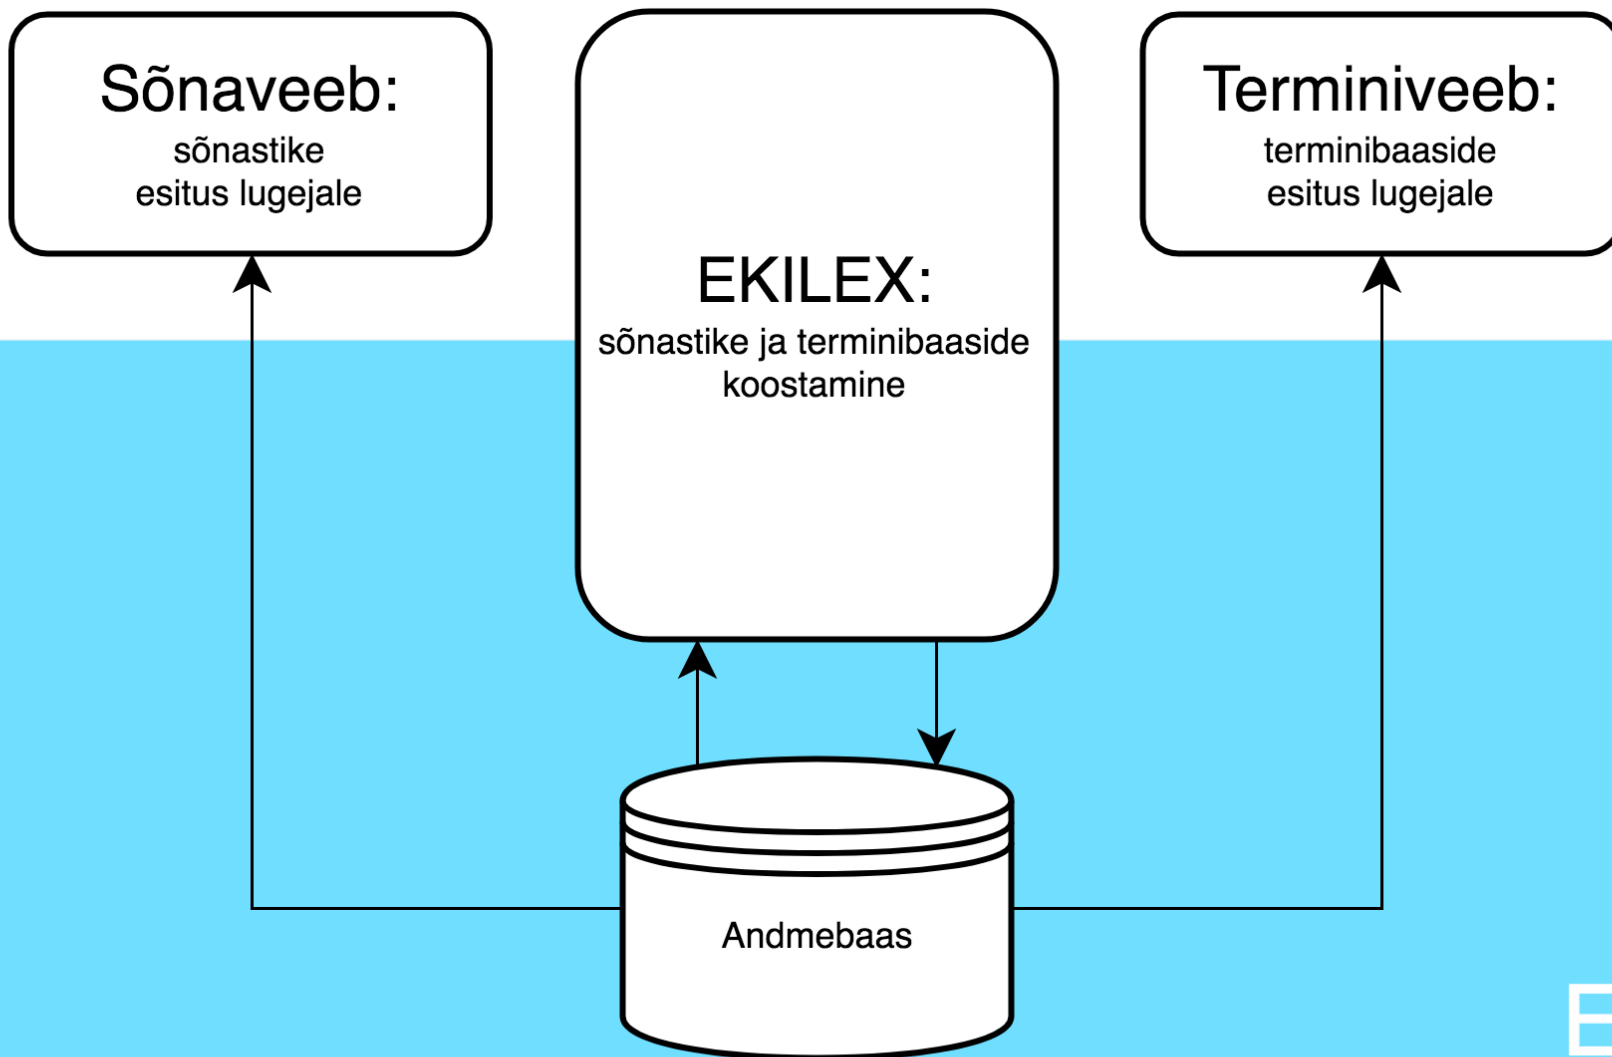 Sõnaveeb:
sõnastike
esitus lugejale
EKILEX:
sõnastike ja terminibaaside
koostamine
Terminiveeb:
terminibaaside
esitus lugejale
Andmebaas
E